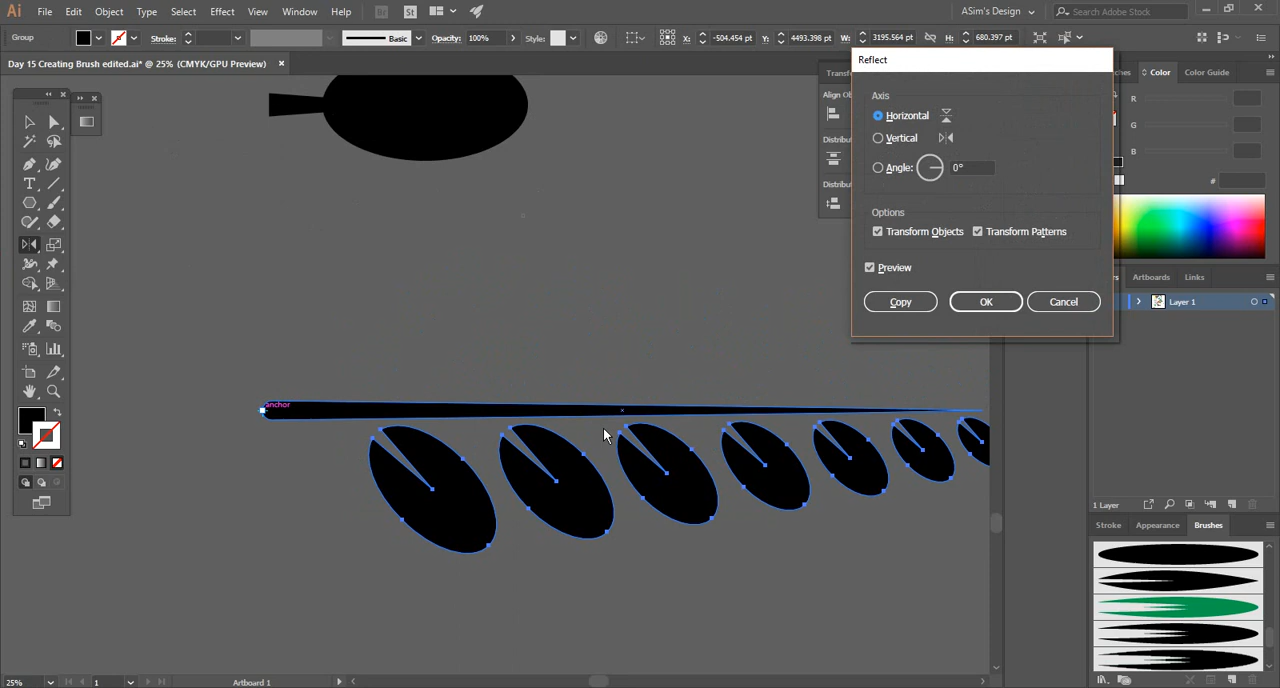 Ai File Edit Object Type Select Effect View Window Help Br St ASim's Design Search Adobe Stock
Group Stroke: Basic Opacity: 100% Style: X: -504.454 pt Y: 4493.398 pt W: 3195.564 pt H: 680.397 pt
Day 15 Creating Brush edited.ai* @ 25% (CMYK/GPU Preview)
Reflect
Axis
Horizontal
Vertical
Angle: 0°
Options
Transform Objects Transform Patterns
Preview
Copy OK Cancel
Color Color Guide
R
G
B
#
Artboards Links
Layer 1
anchor
1 Layer
Stroke Appearance Brushes
25% 1 Artboard 1